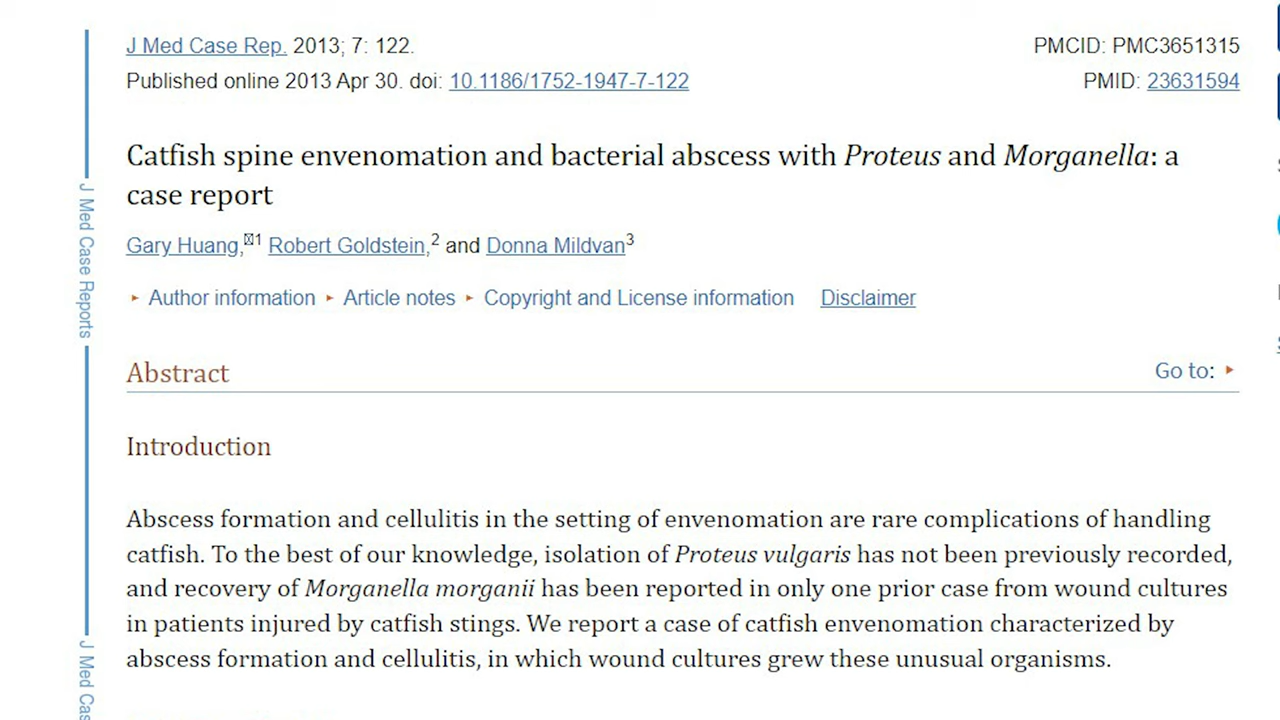 J Med Case Rep. 2013; 7: 122.
PMCID: PMC3651315
Published online 2013 Apr 30. doi: 10.1186/1752-1947-7-122
PMID: 23631594
Catfish spine envenomation and bacterial abscess with Proteus and Morganella: a
case report
Gary Huang,1 Robert Goldstein,2 and Donna Mildvan3
Author information Article notes Copyright and License information Disclaimer
Abstract
Go to:
Introduction
Abscess formation and cellulitis in the setting of envenomation are rare complications of handling
catfish. To the best of our knowledge, isolation of Proteus vulgaris has not been previously recorded,
and recovery of Morganella morganii has been reported in only one prior case from wound cultures
in patients injured by catfish stings. We report a case of catfish envenomation characterized by
abscess formation and cellulitis, in which wound cultures grew these unusual organisms.
J Med Case Reports
J Med Cas